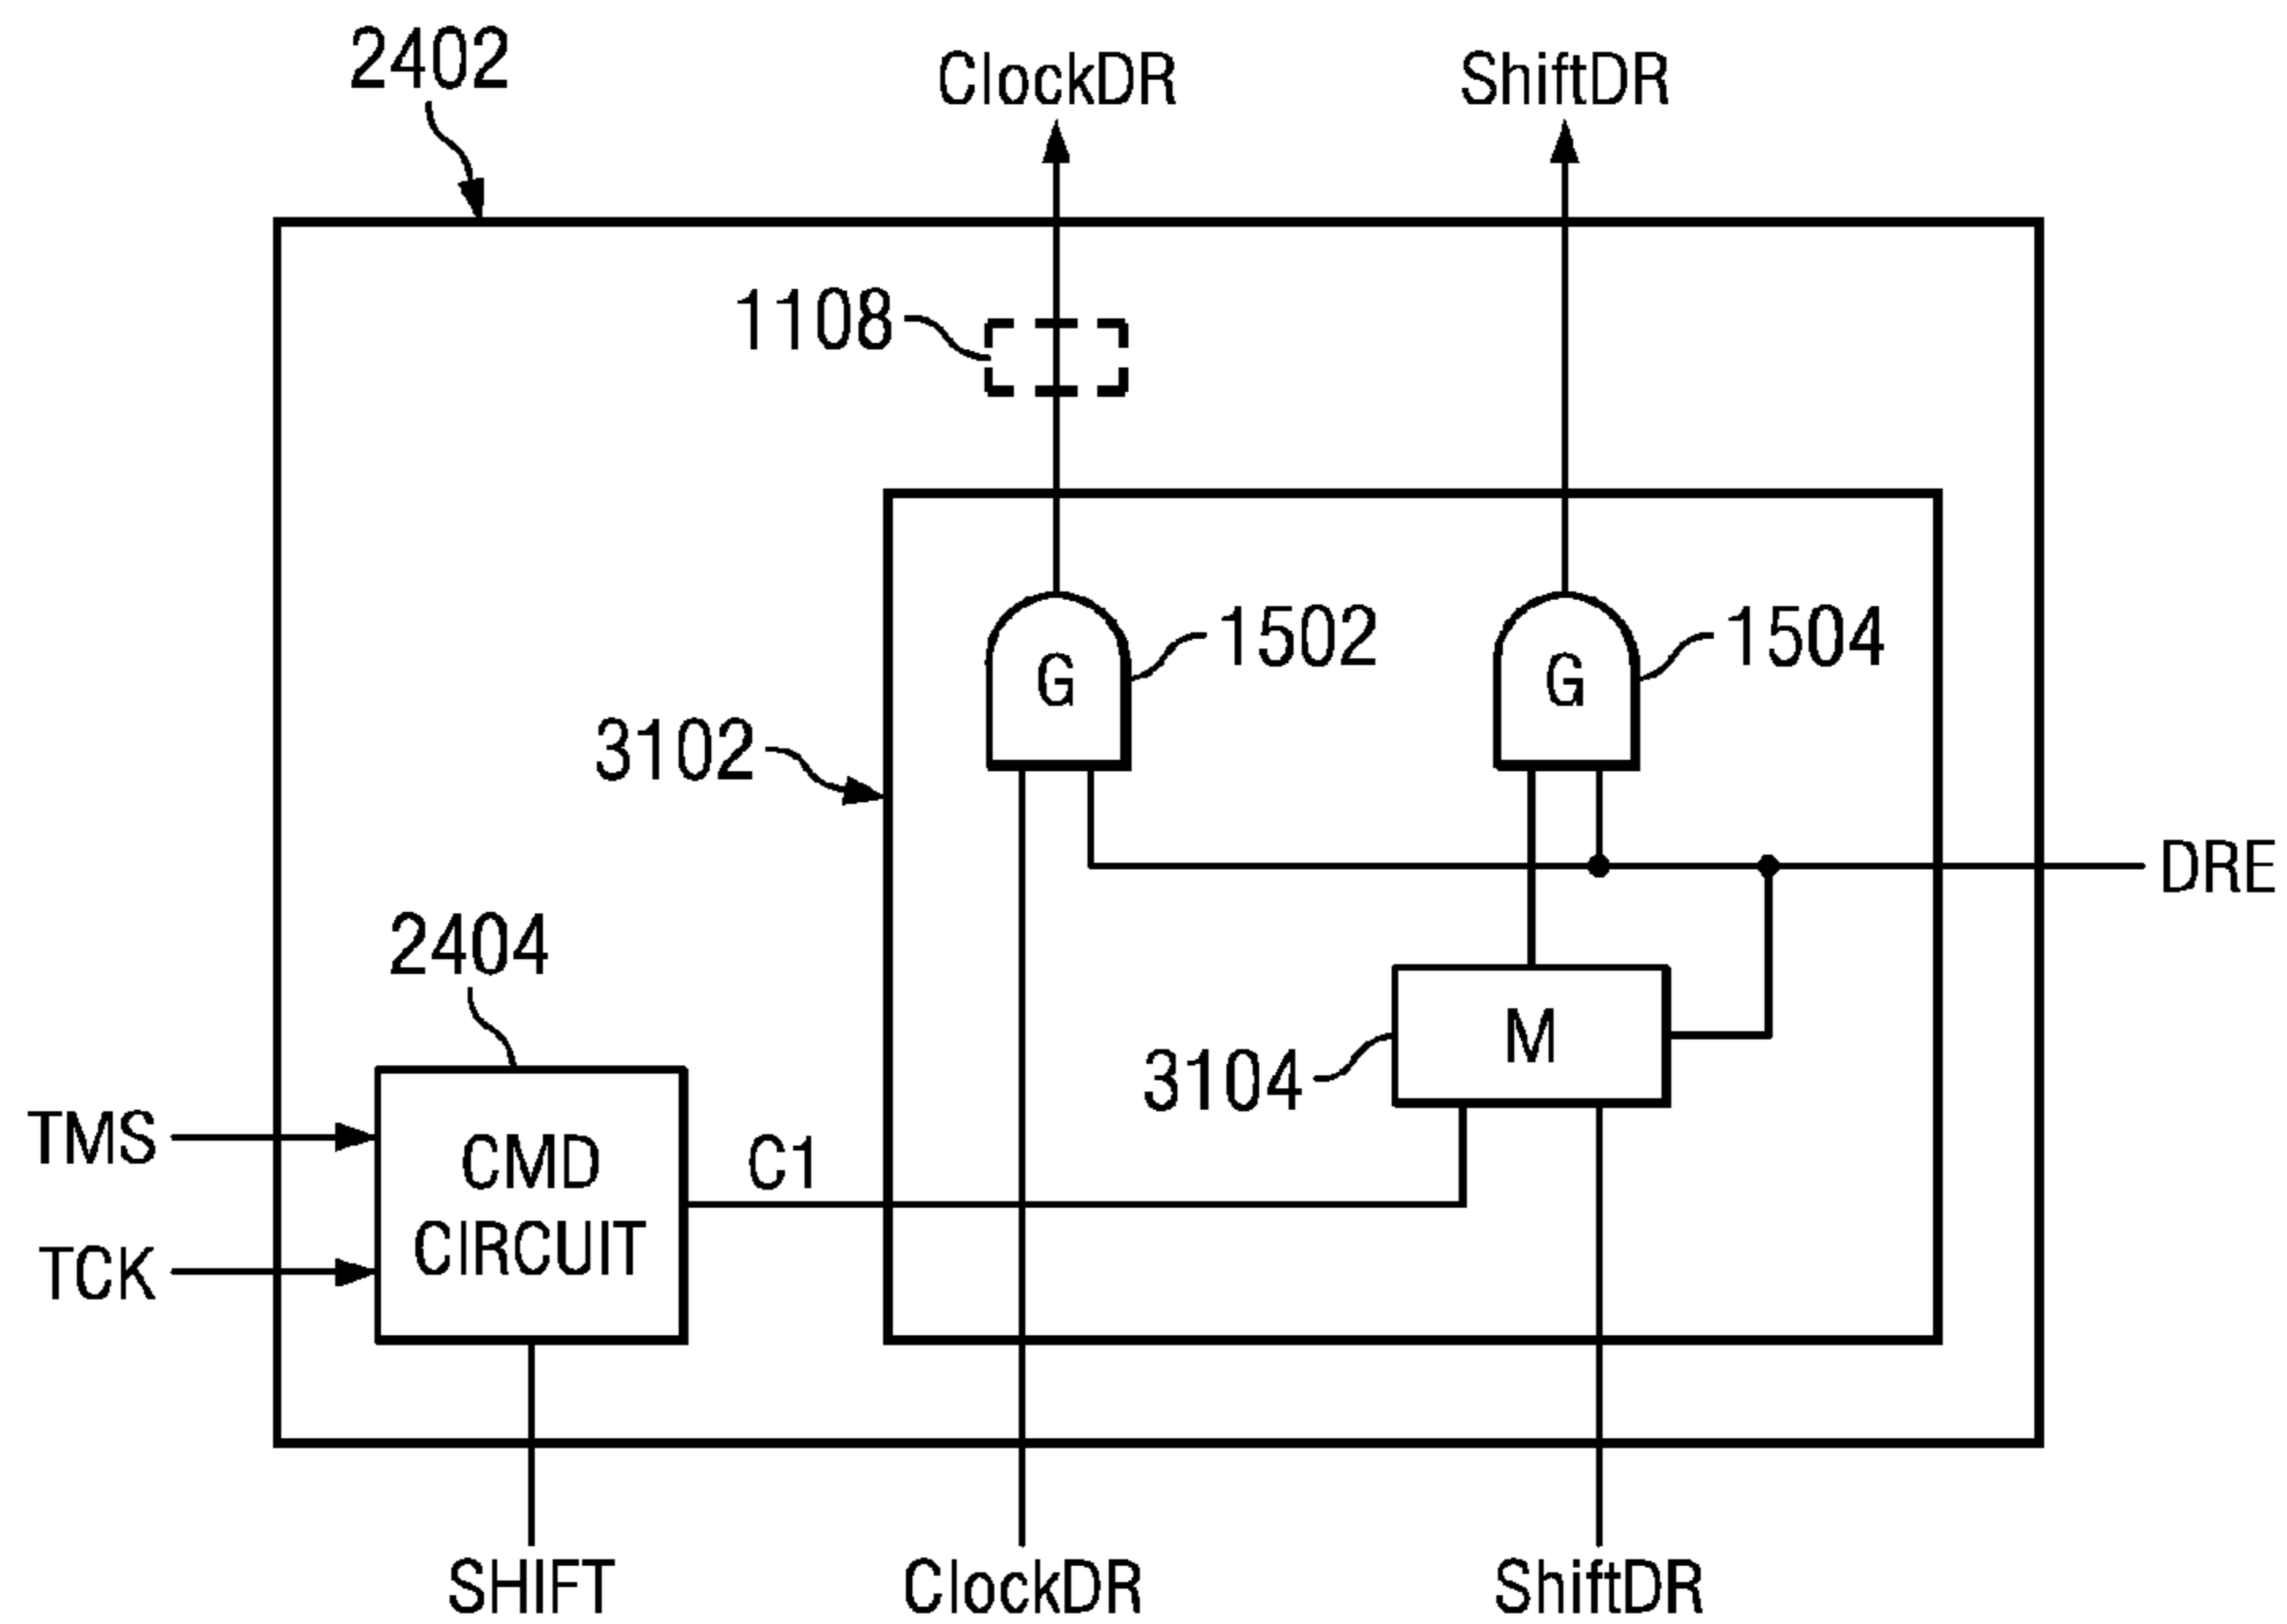 2402
ClockDR
ShiftDR
1108
G
1502
G
1504
3102
DRE
2404
M
3104
TMS
CMD
CIRCUIT
C1
TCK
SHIFT
ClockDR
ShiftDR